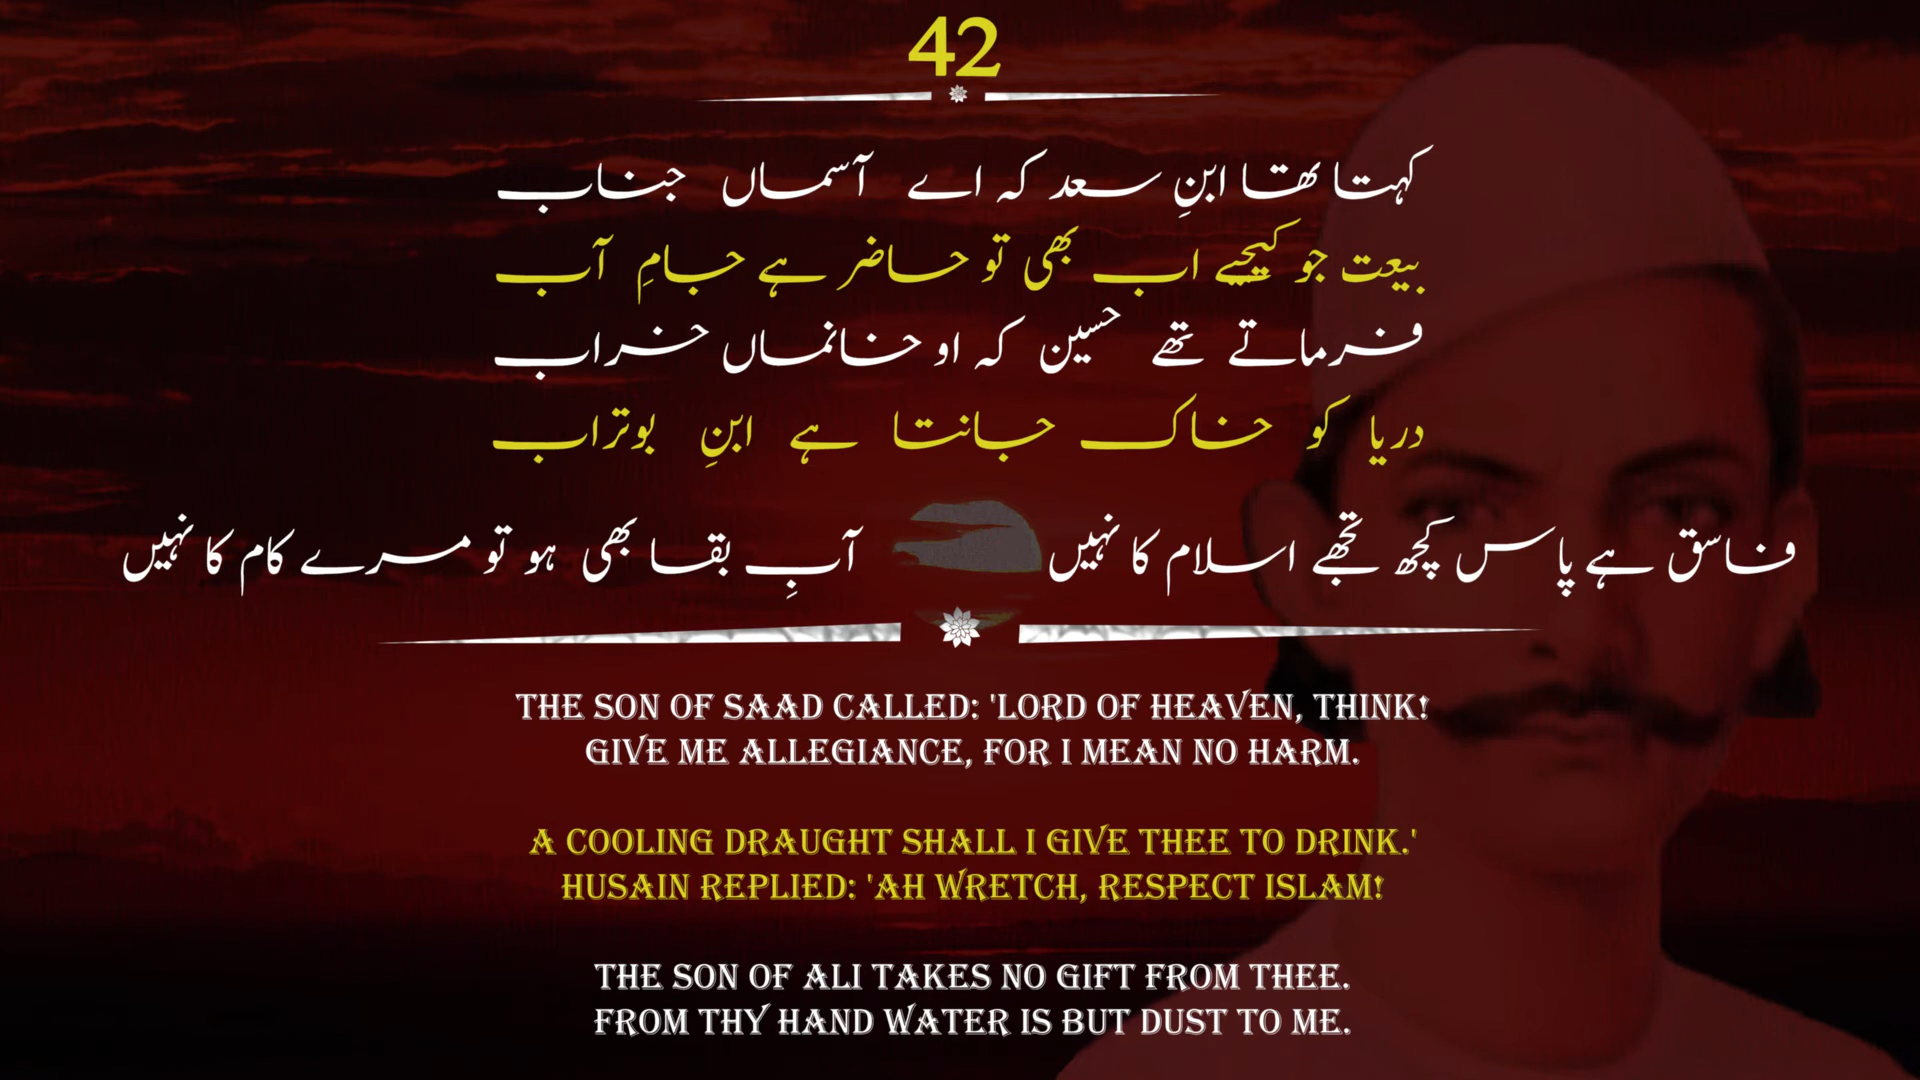 42
کہتا تھا ابنِ سعد کہ اے آسماں جناب
بیعت جو کیجیے اب بھی تو حاضر ہے جامِ آب
فرماتے تھے حسین کہ او خانماں خراب
دریا کو خاک جانتا ہے ابنِ بوتراب
فاسق ہے پاس کچھ تجھے اسلام کا نہیں آبِ بقا بھی ہو تو مرے کام کا نہیں
THE SON OF SAAD CALLED: 'LORD OF HEAVEN, THINK!
GIVE ME ALLEGIANCE, FOR I MEAN NO HARM.
A COOLING DRAUGHT SHALL I GIVE THEE TO DRINK.'
HUSAIN REPLIED: 'AH WRETCH, RESPECT ISLAM!
THE SON OF ALI TAKES NO GIFT FROM THEE.
FROM THY HAND WATER IS BUT DUST TO ME.